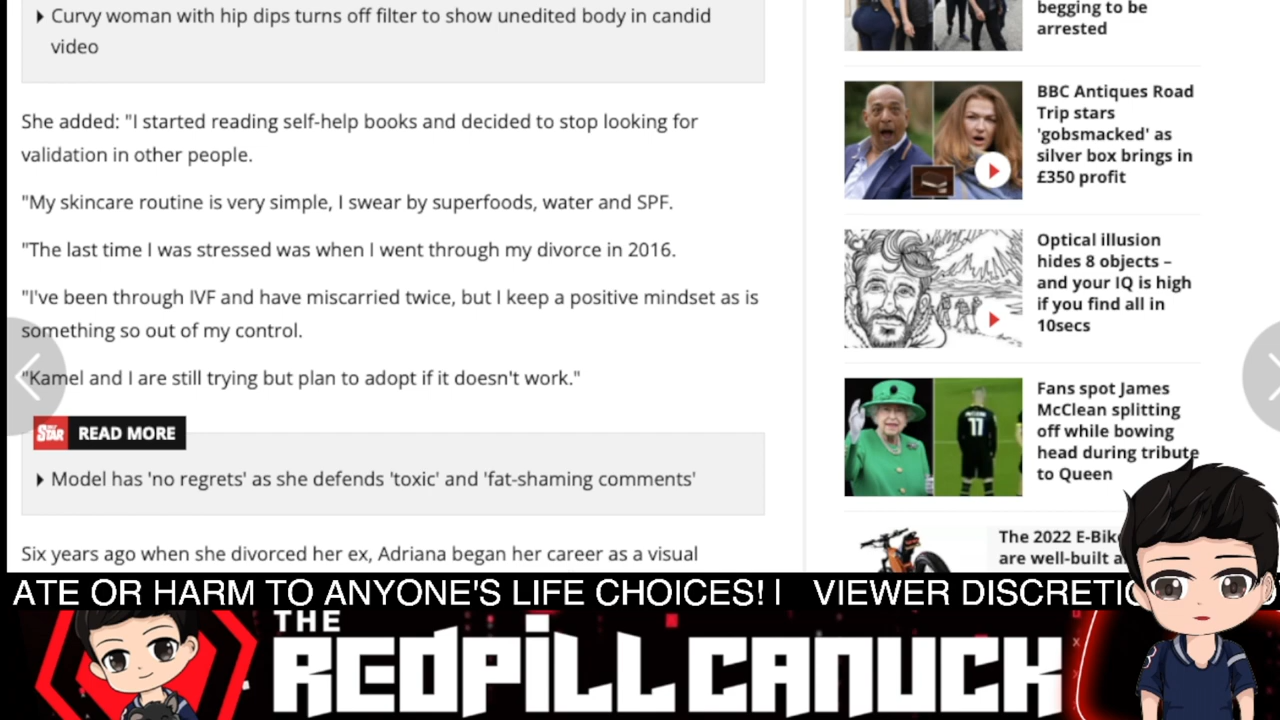 Curvy woman with hip dips turns off filter to show unedited body in candid
video
She added: "I started reading self-help books and decided to stop looking for
validation in other people.
"My skincare routine is very simple, I swear by superfoods, water and SPF.
"The last time I was stressed was when I went through my divorce in 2016.
"I've been through IVF and have miscarried twice, but I keep a positive mindset as is
something so out of my control.
"Kamel and I are still trying but plan to adopt if it doesn't work."
STAR READ MORE
Model has 'no regrets' as she defends 'toxic' and 'fat-shaming comments'
Six years ago when she divorced her ex, Adriana began her career as a visual
begging to be
arrested
BBC Antiques Road
Trip stars
'gobsmacked' as
silver box brings in
£350 profit
Optical illusion
hides 8 objects –
and your IQ is high
if you find all in
10secs
Fans spot James
McClean splitting
off while bowing
head during tribute
to Queen
11
The 2022 E-Bike
are well-built a
ATE OR HARM TO ANYONE'S LIFE CHOICES! | VIEWER DISCRETIO
THE
REDPILL CANUCK